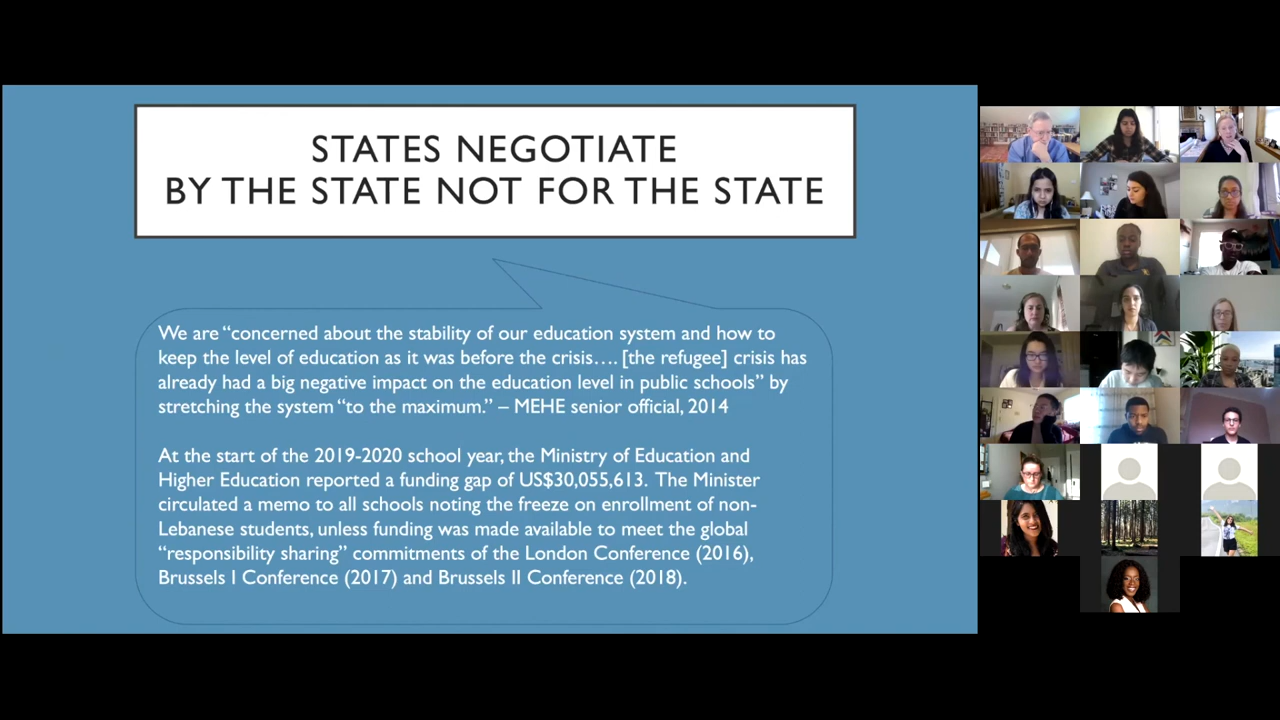 STATES NEGOTIATE
BY THE STATE NOT FOR THE STATE
We are “concerned about the stability of our education system and how to
keep the level of education as it was before the crisis…. [the refugee] crisis has
already had a big negative impact on the education level in public schools” by
stretching the system “to the maximum.” – MEHE senior official, 2014
At the start of the 2019-2020 school year, the Ministry of Education and
Higher Education reported a funding gap of US$30,055,613. The Minister
circulated a memo to all schools noting the freeze on enrollment of non-
Lebanese students, unless funding was made available to meet the global
“responsibility sharing” commitments of the London Conference (2016),
Brussels I Conference (2017) and Brussels II Conference (2018).